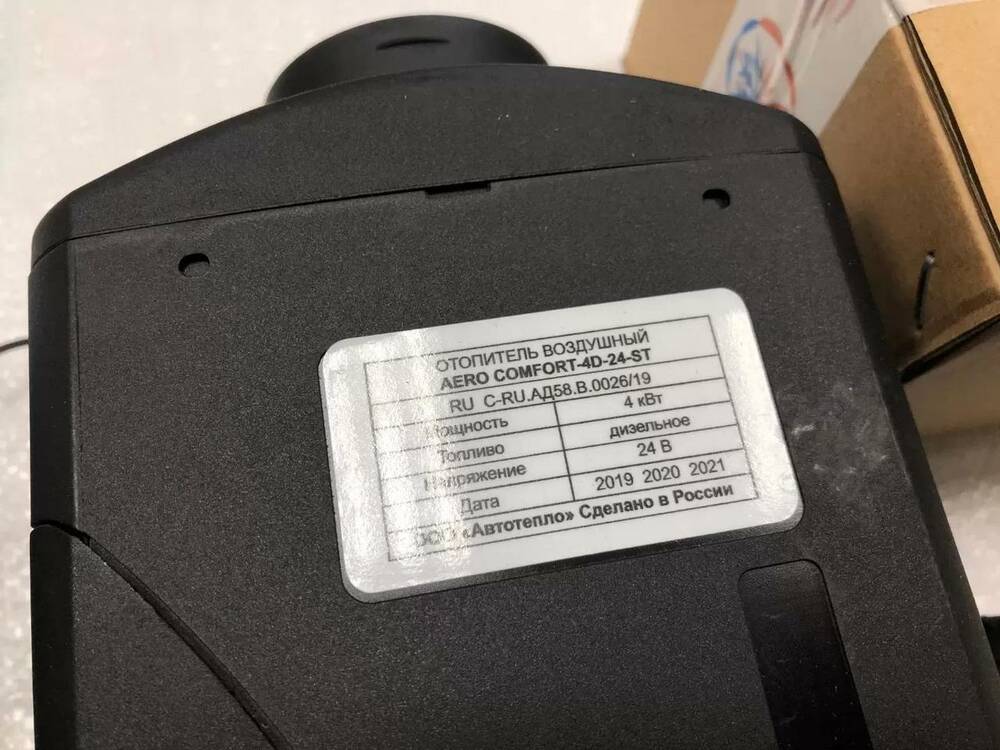 ОТОПИТЕЛЬ ВОЗДУШНЫЙ
AERO COMFORT-4D-24-ST
RU C-RU.АД58.В.0026/19
Мощность 4 кВт
Топливо дизельное
Напряжение 24 В
Дата 2019 2020 2021
ООО «Автотепло» Сделано в России